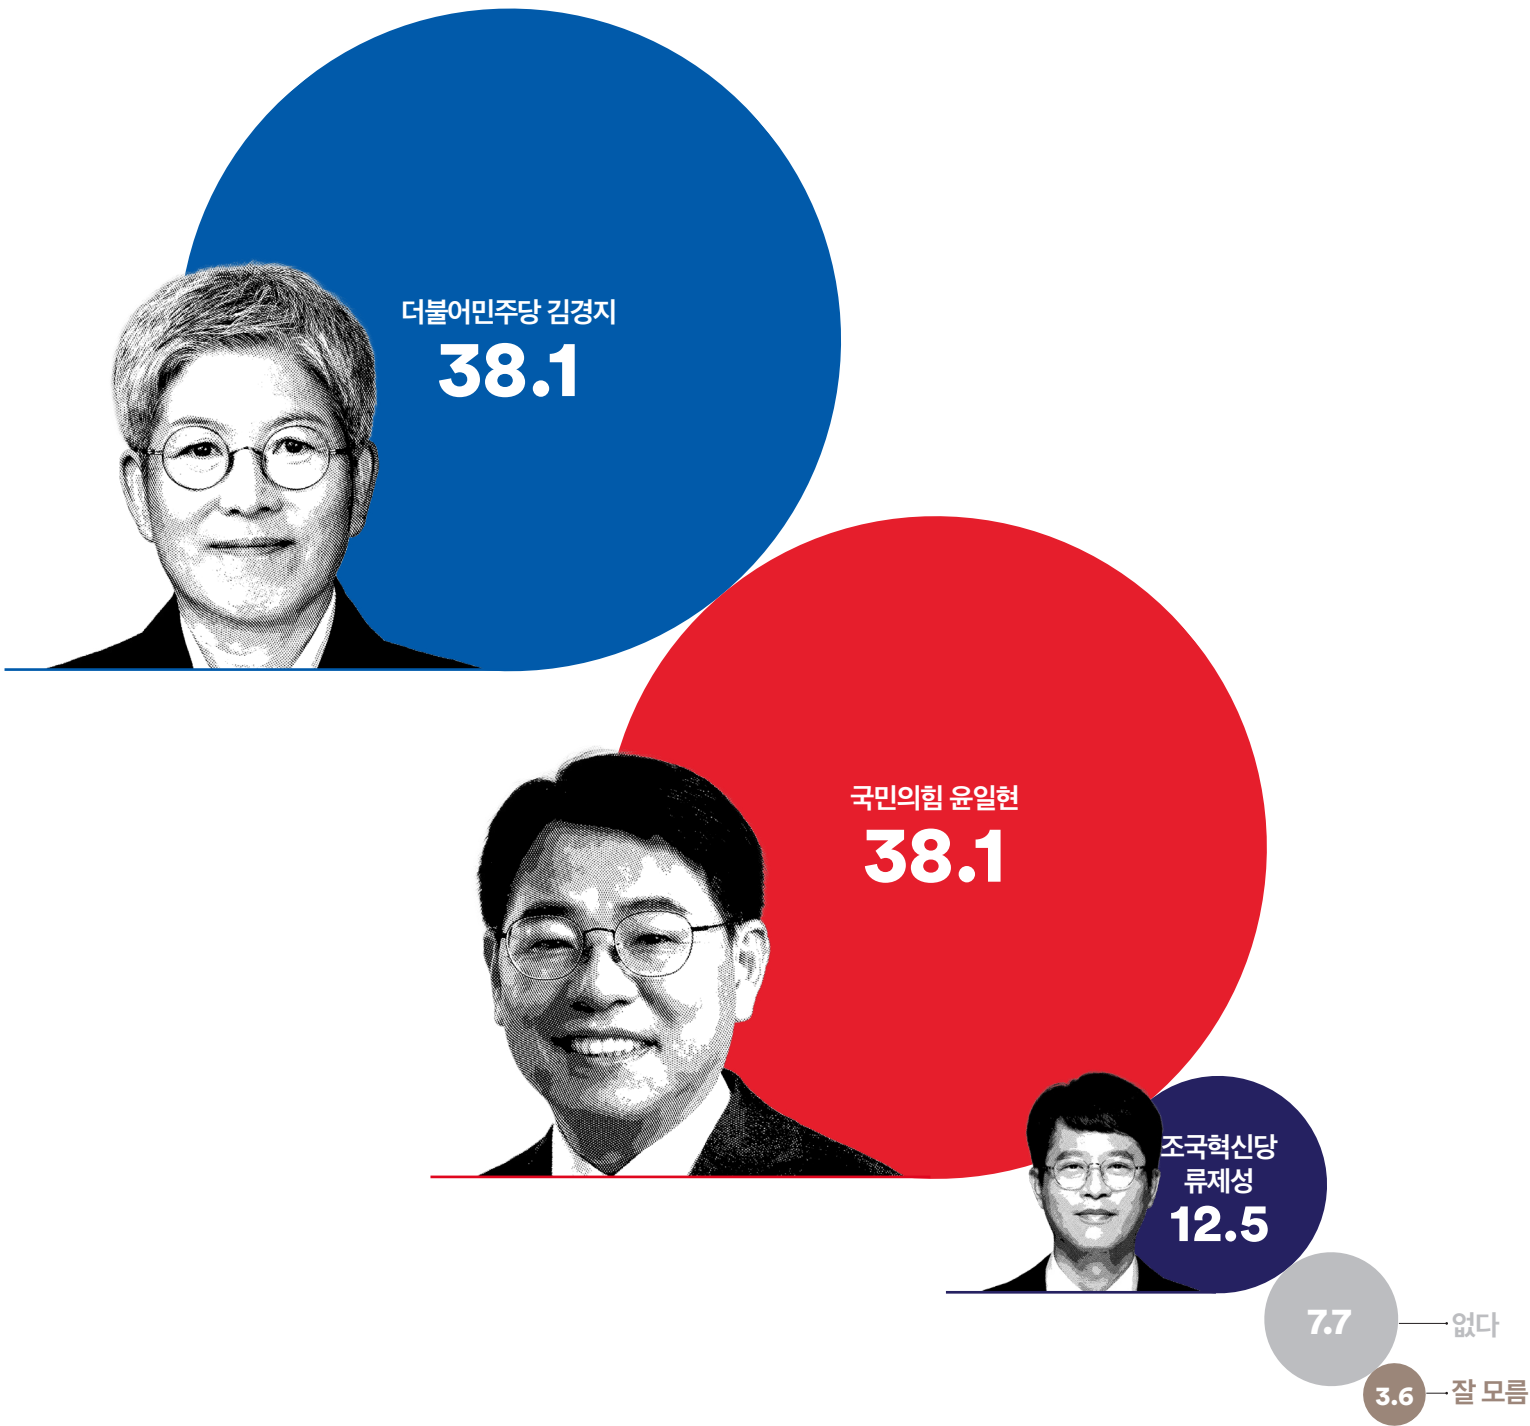 더불어민주당 김경지
38.1
국민의힘 윤일현
38.1
조국혁신당
류제성
12.5
7.7
없다
3.6
잘 모름